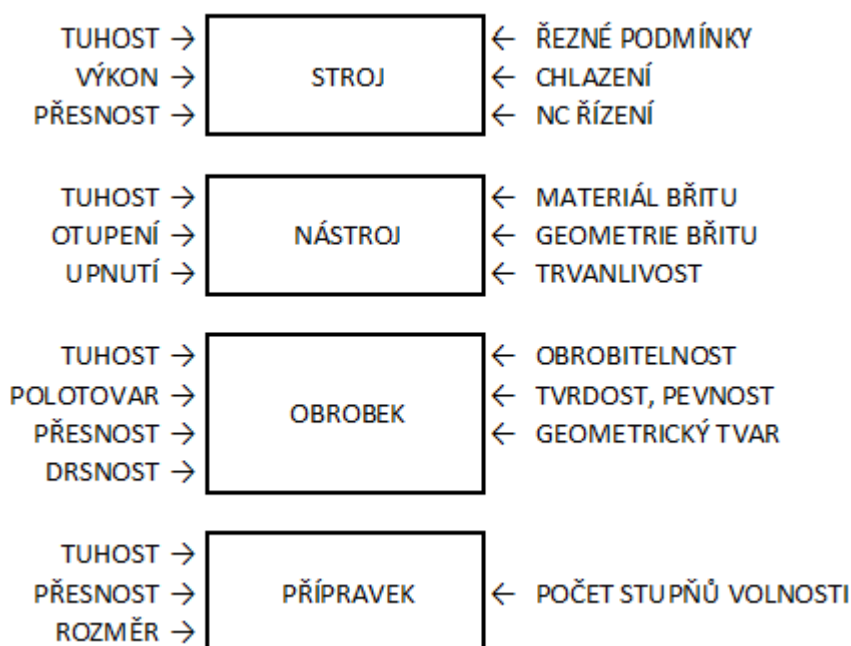 TUHOST → ← ŘEZNÉ PODMÍNKY
VÝKON → STROJ ← CHLAZENÍ
PŘESNOST → ← NC ŘÍZENÍ
TUHOST → ← MATERIÁL BŘITU
OTUPENÍ → NÁSTROJ ← GEOMETRIE BŘITU
UPNUTÍ → ← TRVANLIVOST
TUHOST → ← OBROBITELNOST
POLOTOVAR → ← TVRDOST, PEVNOST
OBROBEK
PŘESNOST → ← GEOMETRICKÝ TVAR
DRSNOST →
TUHOST →
PŘESNOST → PŘÍPRAVEK ← POČET STUPŇŮ VOLNOSTI
ROZMĚR →